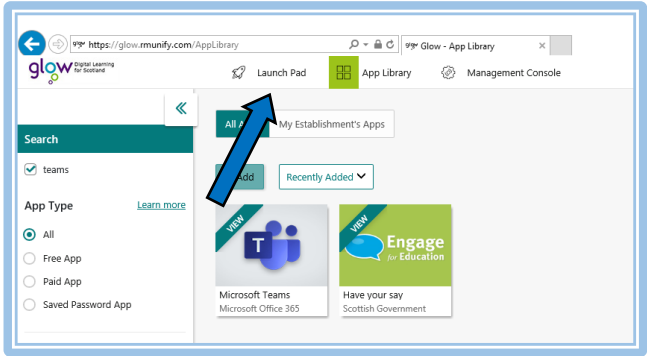 https://glow.rmunify.com/AppLibrary
Glow - App Library
glow Digital Learning for Scotland
Launch Pad
App Library
Management Console
My Establishment's Apps
Search
teams
Recently Added
App Type Learn more
All
Free App
Paid App
Saved Password App
VIEW
T
VIEW
Engage
for Education
Microsoft Teams
Microsoft Office 365
Have your say
Scottish Government